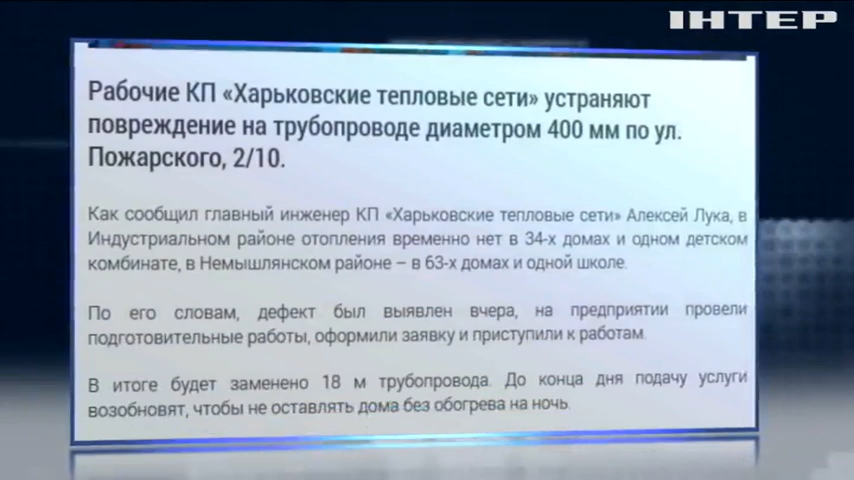 ІНТЕР
Рабочие КП «Харьковские тепловые сети» устраняют
повреждение на трубопроводе диаметром 400 мм по ул.
Пожарского, 2/10.
Как сообщил главный инженер КП «Харьковские тепловые сети» Алексей Лука, в
Индустриальном районе отопления временно нет в 34-х домах и одном детском
комбинате, в Немышлянском районе – в 63-х домах и одной школе.
По его словам, дефект был выявлен вчера, на предприятии провели
подготовительные работы, оформили заявку и приступили к работам.
В итоге будет заменено 18 м трубопровода. До конца дня подачу услуги
возобновят, чтобы не оставлять дома без обогрева на ночь.